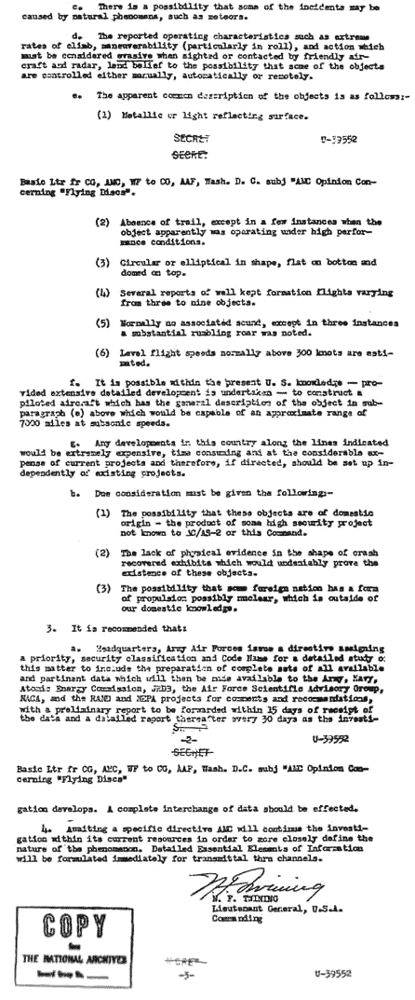 c. There is a possibility that some of the incidents may be
caused by natural phenomena, such as meteors.
d. The reported operating characteristics such as extreme
rates of climb, maneuverability (particularly in roll), and action which
must be considered evasive when sighted or contacted by friendly air-
craft and radar, lend belief to the possibility that some of the objects
are controlled either manually, automatically or remotely.
e. The apparent common description of the objects is as follows:-
(1) Metallic or light reflecting surface.
SECRET U-39552
SECRET
Basic Ltr fr CG, AMC, WF to CG, AAF, Wash. D. C. subj "AMC Opinion Con-
cerning "Flying Discs".
(2) Absence of trail, except in a few instances when the
object apparently was operating under high perfor-
mance conditions.
(3) Circular or elliptical in shape, flat on bottom and
domed on top.
(4) Several reports of well kept formation flights varying
from three to nine objects.
(5) Normally no associated sound, except in three instances
a substantial rumbling roar was noted.
(6) Level flight speeds normally above 300 knots are esti-
mated.
f. It is possible within the present U. S. knowledge — pro-
vided extensive detailed development is undertaken — to construct a
piloted aircraft which has the general description of the object in sub-
paragraph (e) above which would be capable of an approximate range of
7000 miles at subsonic speeds.
g. Any developments in this country along the lines indicated
would be extremely expensive, time consuming and at the considerable ex-
pense of current projects and therefore, if directed, should be set up in-
dependently of existing projects.
h. Due consideration must be given the following:-
(1) The possibility that these objects are of domestic
origin - the product of some high security project
not known to AC/AS-2 or this Command.
(2) The lack of physical evidence in the shape of crash
recovered exhibits which would undeniably prove the
existence of these objects.
(3) The possibility that some foreign nation has a form
of propulsion possibly nuclear, which is outside of
our domestic knowledge.
3. It is recommended that:
a. Headquarters, Army Air Forces issue a directive assigning
a priority, security classification and Code Name for a detailed study of
this matter to include the preparation of complete sets of all available
and partinent data which will then be made available to the Army, Navy,
Atomic Energy Commission, JRDB, the Air Force Scientific Advisory Group,
NACA, and the RAND and NEPA projects for comments and recommendations,
with a preliminary report to be forwarded within 15 days of receipt of
the data and a detailed report thereafter every 30 days as the investi-
-2- U-39552
SECRET
Basic Ltr fr CG, AMC, WF to CG, AAF, Wash. D.C. subj "AMC Opinion Con-
cerning "Flying Discs"
gation develops. A complete interchange of data should be effected.
4. Awaiting a specific directive AMC will continue the investi-
gation within its current resources in order to more closely define the
nature of the phenomenon. Detailed Essential Elements of Information
will be formulated immediately for transmittal thru channels.
N. F. Twining
N. F. TWINING
Lieutenant General, U.S.A.
Commanding
COPY
from
THE NATIONAL ARCHIVES
Record Group No.
SECRET
-3- U-39552